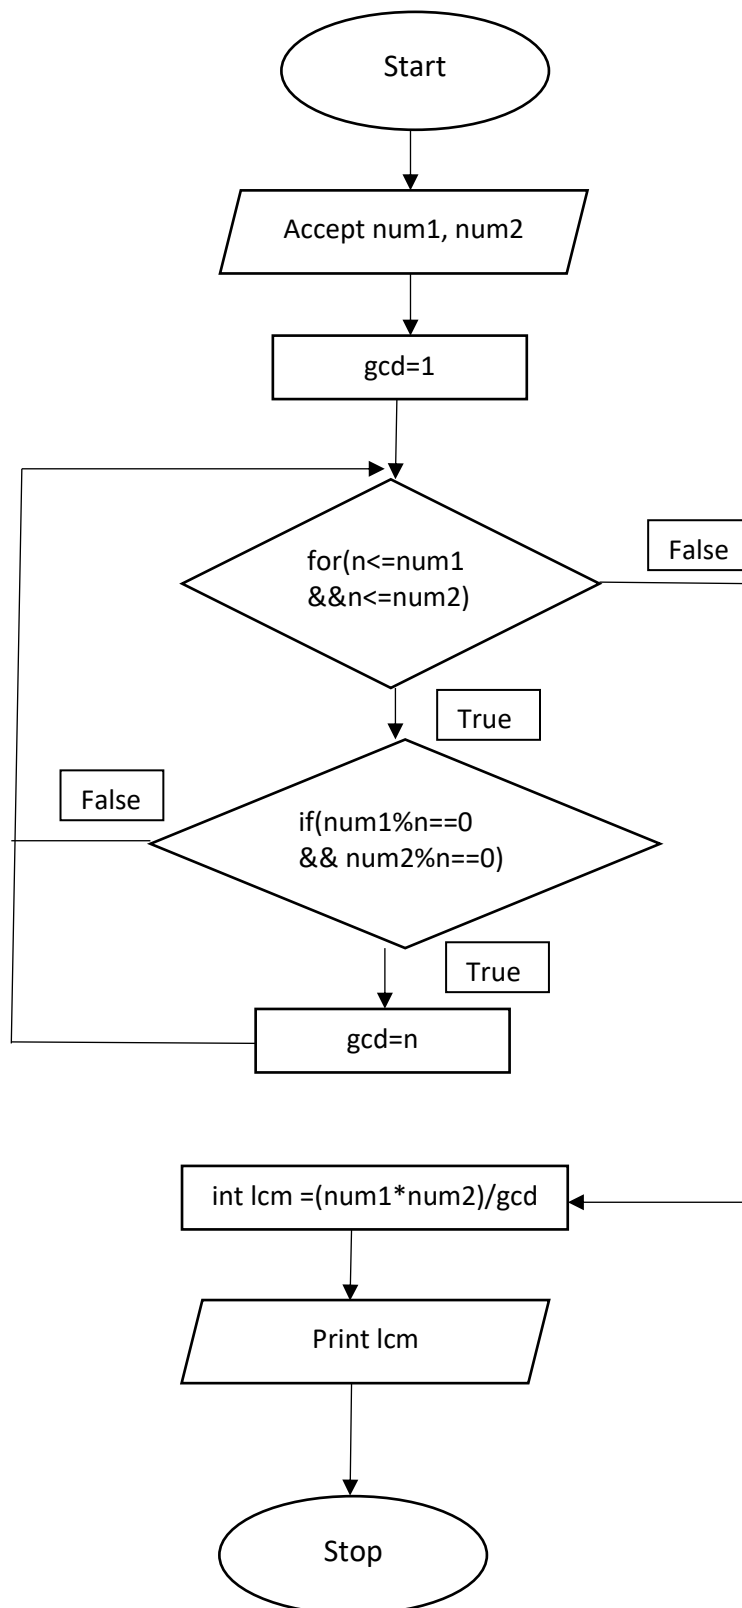 Start
Accept num1, num2
gcd=1
for(n<=num1
&&n<=num2)
False
True
False
if(num1%n==0
&& num2%n==0)
True
gcd=n
int lcm =(num1*num2)/gcd
Print lcm
Stop